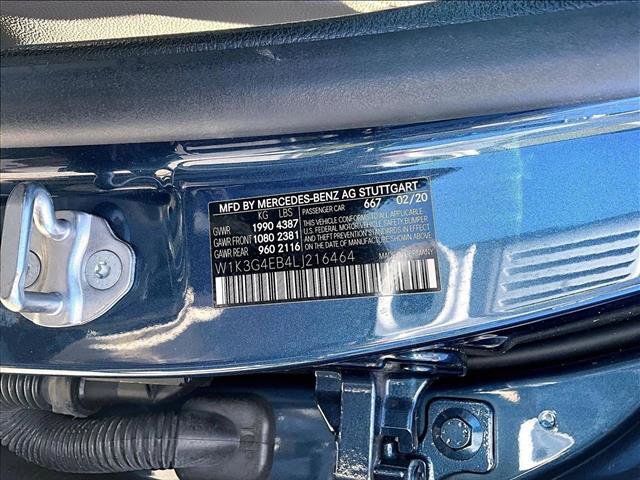 MFD BY MERCEDES-BENZ AG STUTTGART
KG LBS PASSENGER CAR 667 02/20
GVWR 1990 4387
GAWR FRONT 1080 2381
GAWR REAR 960 2116
THIS VEHICLE CONFORMS TO ALL APPLICABLE
U.S. FEDERAL MOTOR VEHICLE SAFETY, BUMPER,
AND THEFT PREVENTION STANDARDS IN EFFECT
ON THE DATE OF MANUFACTURE SHOWN ABOVE.
W1K3G4EB4LJ216464 MADE IN GERMANY